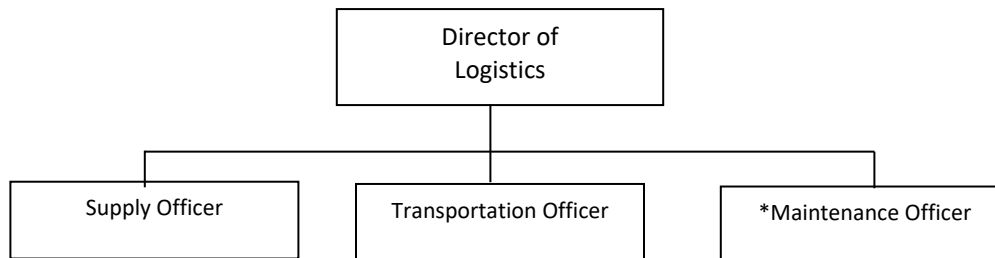 Director of
Logistics
Supply Officer
Transportation Officer
*Maintenance Officer